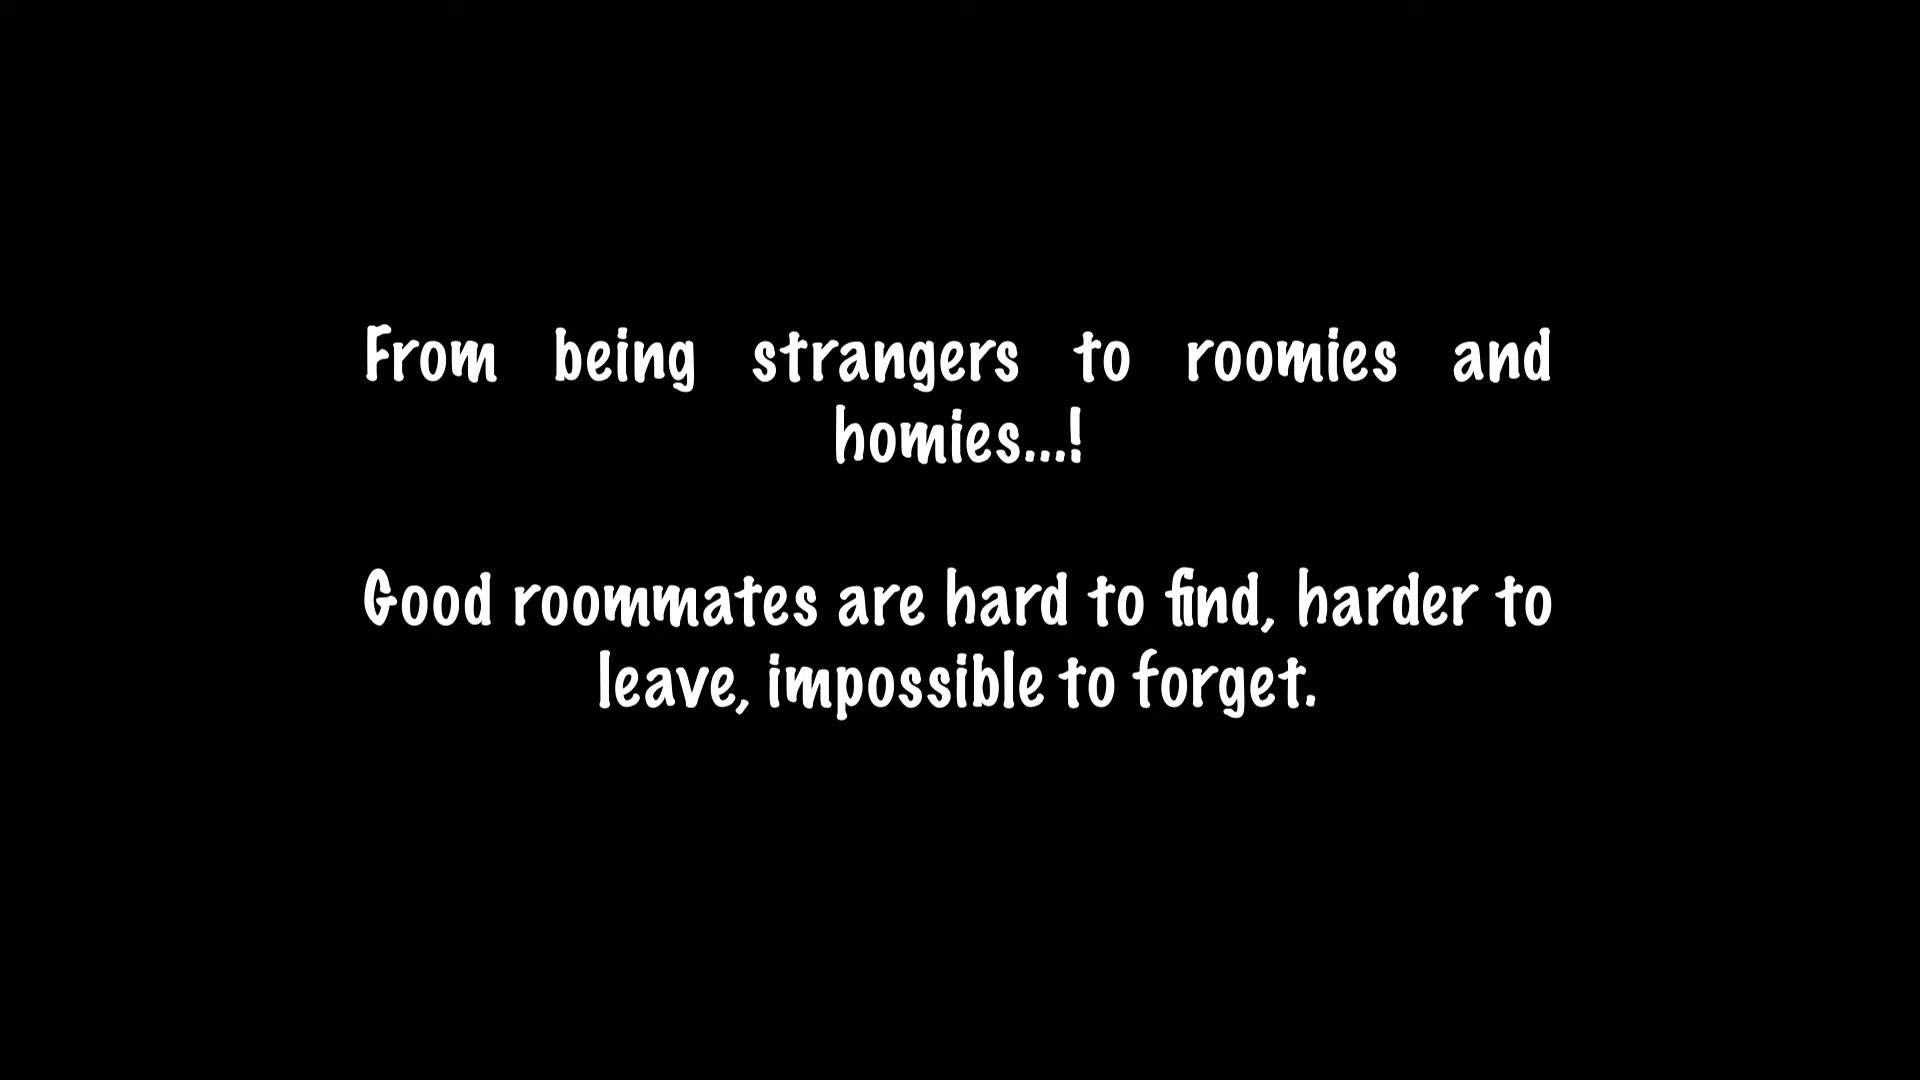 From being strangers to roomies and
homies...!
Good roommates are hard to find, harder to
leave, impossible to forget.